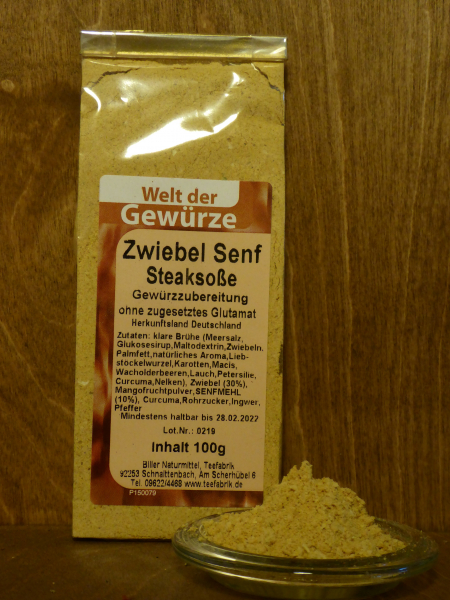 Welt der
Gewürze
Zwiebel Senf
Steaksoße
Gewürzzubereitung
ohne zugesetztes Glutamat
Herkunftsland Deutschland
Zutaten: klare Brühe (Meersalz,
Glukosesirup,Maltodextrin,Zwiebeln,
Palmfett,natürliches Aroma,Lieb-
stöckelwurzel,Karotten,Macis,
Wacholderbeeren,Lauch,Petersilie,
Curcuma,Nelken), Zwiebel (30%),
Mangofruchtpulver,SENFMEHL
(10%), Curcuma,Rohrzucker,Ingwer,
Pfeffer
Mindestens haltbar bis 28.02.2022
Lot.Nr.: 0219
Inhalt 100g
Biller Naturmittel, Teefabrik
92253 Schnaittenbach, Am Scherhübel 6
Tel. 09622/4468 www.teefabrik.de
P150079